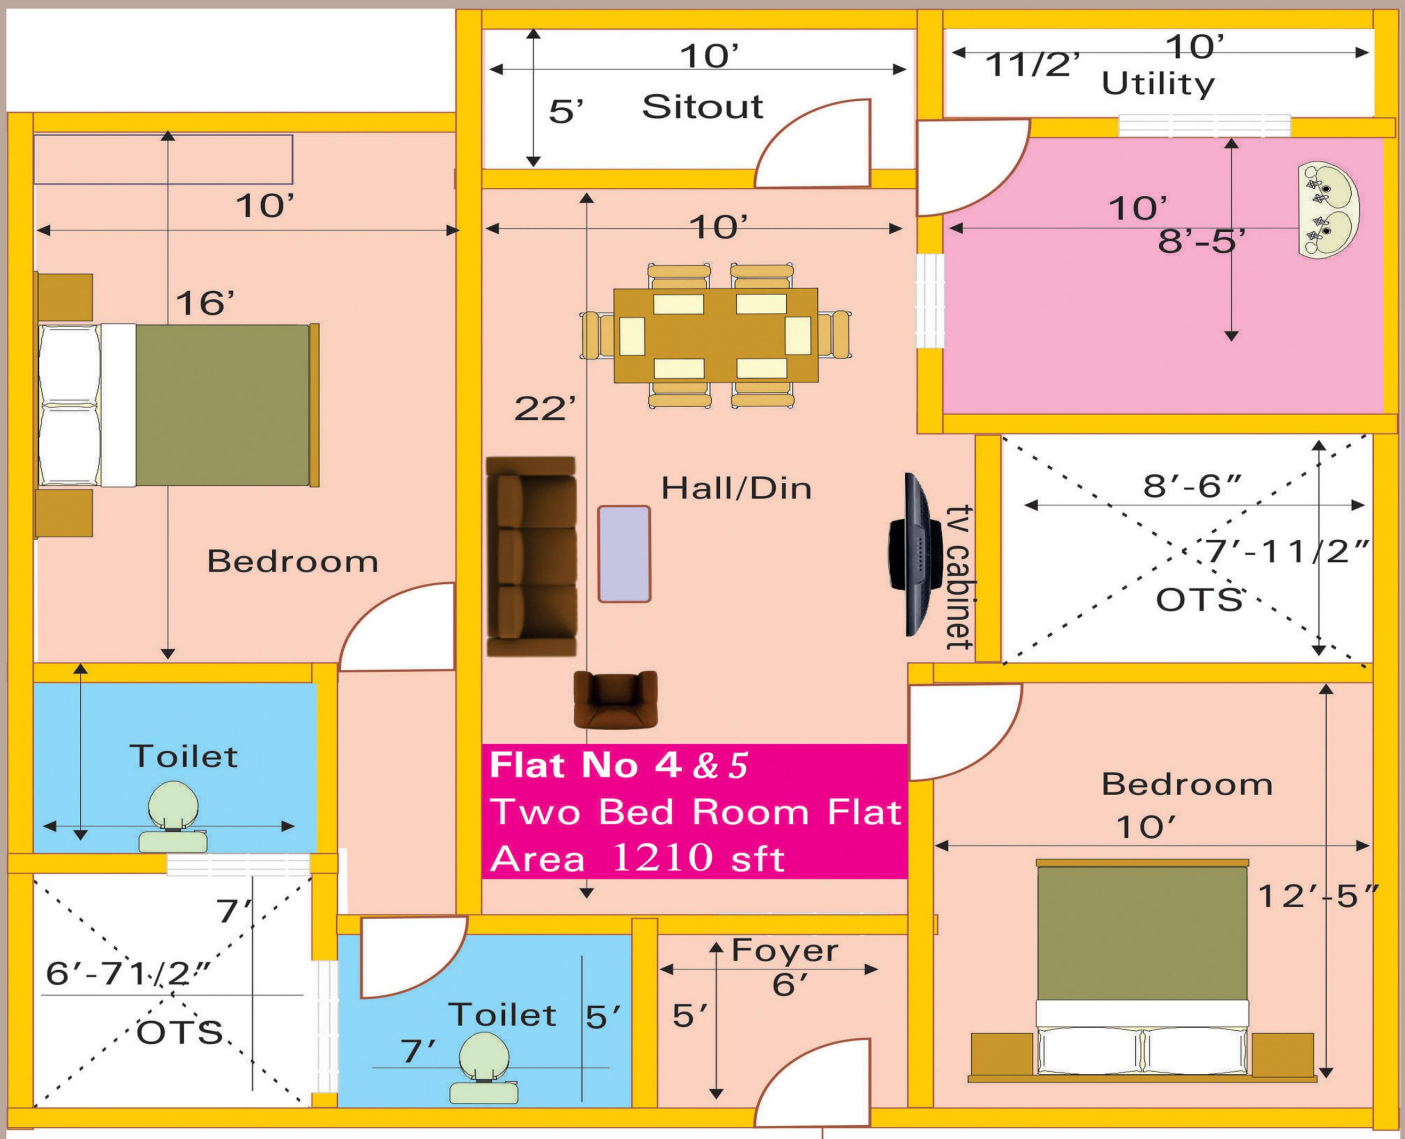 10’
5’
Sitout
10’
11/2’
Utility
10’
16’
Bedroom
10’
22’
Hall/Din
tv cabinet
10’
8’-5’
8’-6”
7’-11/2”
OTS
Toilet
Flat No 4 & 5
Two Bed Room Flat
Area 1210 sft
Bedroom
10’
12’-5”
7’
6’-71/2”
OTS
Toilet
5’
7’
Foyer
6’
5’